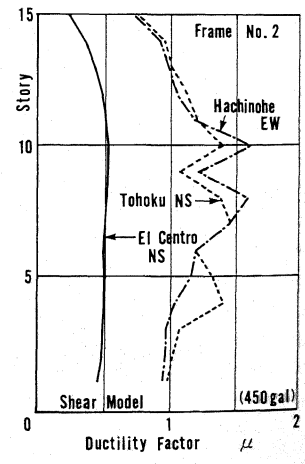 15
Frame No. 2
Story
Hachinohe
EW
10
Tohoku NS
El Centro
NS
5
Shear Model
(450gal)
0
0
1
2
Ductility Factor μ